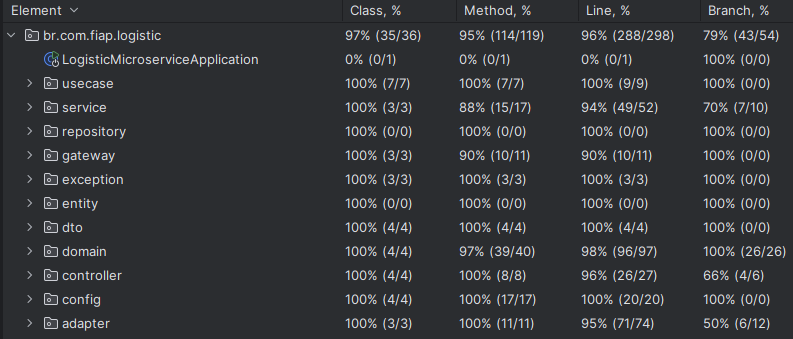 Element Class, % Method, % Line, % Branch, %
br.com.fiap.logistic 97% (35/36) 95% (114/119) 96% (288/298) 79% (43/54)
LogisticMicroserviceApplication 0% (0/1) 0% (0/1) 0% (0/1) 100% (0/0)
usecase 100% (7/7) 100% (7/7) 100% (9/9) 100% (0/0)
service 100% (3/3) 88% (15/17) 94% (49/52) 70% (7/10)
repository 100% (0/0) 100% (0/0) 100% (0/0) 100% (0/0)
gateway 100% (3/3) 90% (10/11) 90% (10/11) 100% (0/0)
exception 100% (3/3) 100% (3/3) 100% (3/3) 100% (0/0)
entity 100% (0/0) 100% (0/0) 100% (0/0) 100% (0/0)
dto 100% (4/4) 100% (4/4) 100% (4/4) 100% (0/0)
domain 100% (4/4) 97% (39/40) 98% (96/97) 100% (26/26)
controller 100% (4/4) 100% (8/8) 96% (26/27) 66% (4/6)
config 100% (4/4) 100% (17/17) 100% (20/20) 100% (0/0)
adapter 100% (3/3) 100% (11/11) 95% (71/74) 50% (6/12)